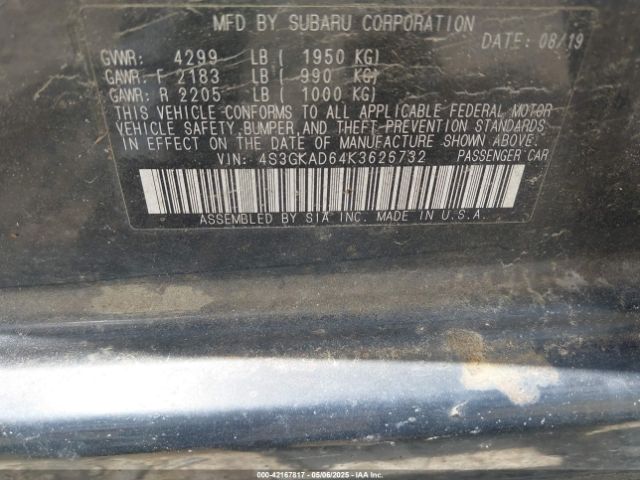 MFD BY SUBARU CORPORATION
DATE: 08/19
GVWR: 4299 LB ( 1950 KG)
GAWR: F 2183 LB ( 990 KG)
GAWR: R 2205 LB ( 1000 KG)
THIS VEHICLE CONFORMS TO ALL APPLICABLE FEDERAL MOTOR
VEHICLE SAFETY, BUMPER, AND THEFT PREVENTION STANDARDS
IN EFFECT ON THE DATE OF MANUFACTURE SHOWN ABOVE.
VIN: 4S3GKAD64K3626732 PASSENGER CAR
ASSEMBLED BY SIA INC. MADE IN U.S.A.
000-42167817 - 05/06/2025 - IAA Inc.